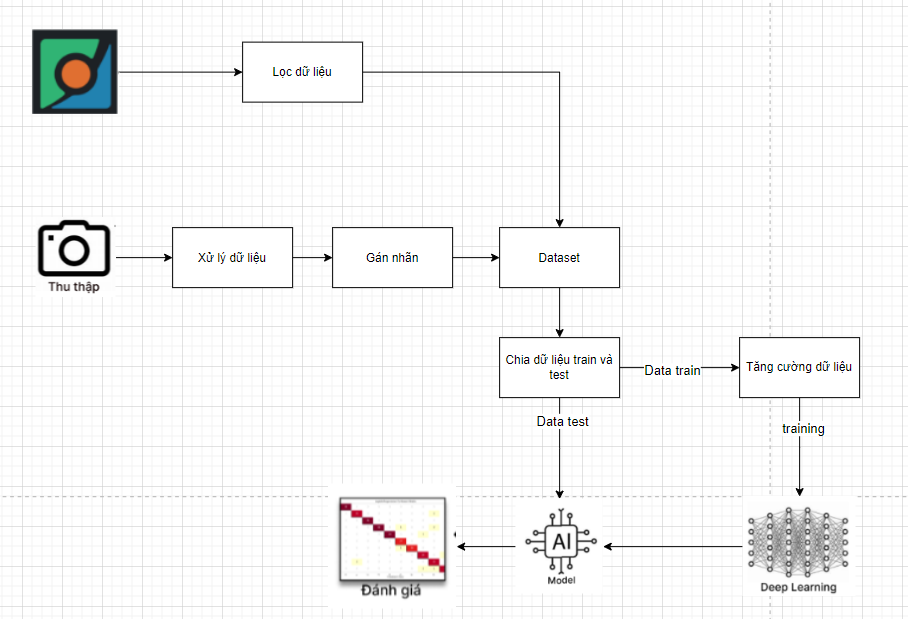 Lọc dữ liệu
Thu thập
Xử lý dữ liệu
Gán nhãn
Dataset
Chia dữ liệu train và
test
Data train
Tăng cường dữ liệu
Data test
training
AI
Model
Deep Learning
Đánh giá